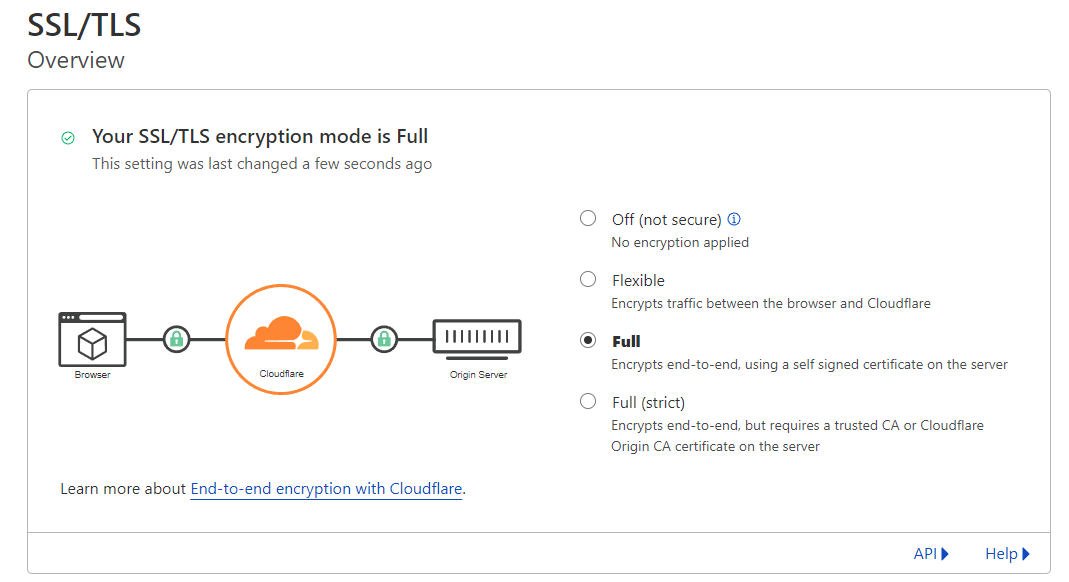 SSL/TLS
Overview
Your SSL/TLS encryption mode is Full
This setting was last changed a few seconds ago
Browser
Cloudflare
Origin Server
Off (not secure)
No encryption applied
Flexible
Encrypts traffic between the browser and Cloudflare
Full
Encrypts end-to-end, using a self signed certificate on the server
Full (strict)
Encrypts end-to-end, but requires a trusted CA or Cloudflare
Origin CA certificate on the server
Learn more about End-to-end encryption with Cloudflare.
API Help